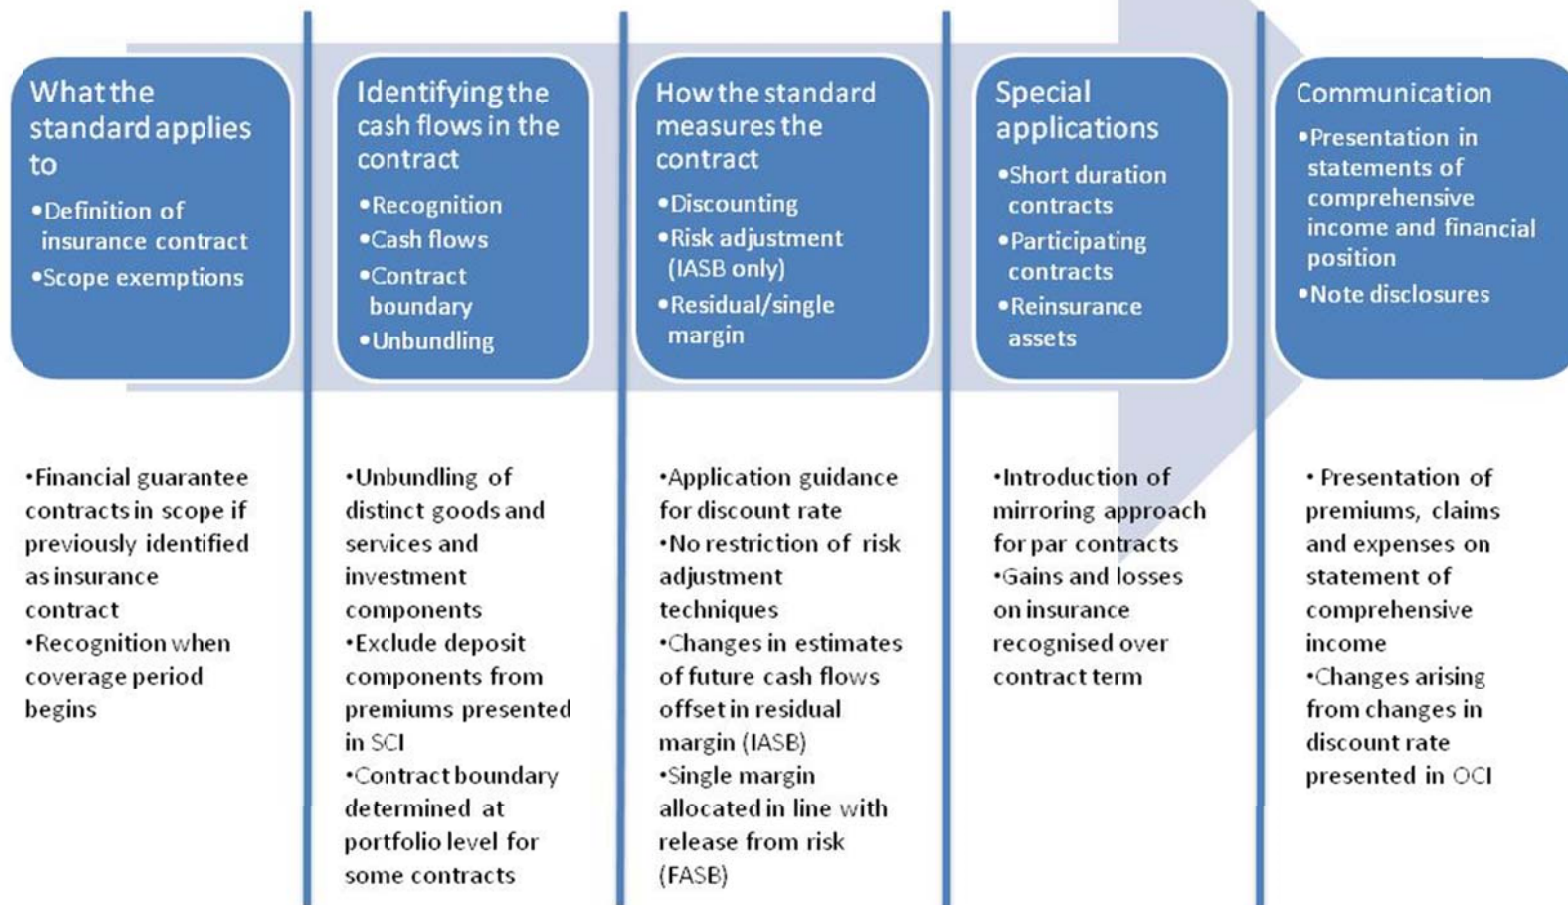 What the
standard applies
to
•Definition of
insurance contract
•Scope exemptions
Identifying the
cash flows in the
contract
•Recognition
•Cash flows
•Contract
boundary
•Unbundling
How the standard
measures the
contract
•Discounting
•Risk adjustment
(IASB only)
•Residual/single
margin
Special
applications
•Short duration
contracts
•Participating
contracts
•Reinsurance
assets
Communication
•Presentation in
statements of
comprehensive
income and financial
position
•Note disclosures
•Financial guarantee
contracts in scope if
previously identified
as insurance
contract
•Recognition when
coverage period
begins
•Unbundling of
distinct goods and
services and
investment
components
•Exclude deposit
components from
premiums presented
in SCI
•Contract boundary
determined at
portfolio level for
some contracts
•Application guidance
for discount rate
•No restriction of risk
adjustment
techniques
•Changes in estimates
of future cash flows
offset in residual
margin (IASB)
•Single margin
allocated in line with
release from risk
(FASB)
•Introduction of
mirroring approach
for par contracts
•Gains and losses
on insurance
recognised over
contract term
• Presentation of
premiums, claims
and expenses on
statement of
comprehensive
income
•Changes arising
from changes in
discount rate
presented in OCI